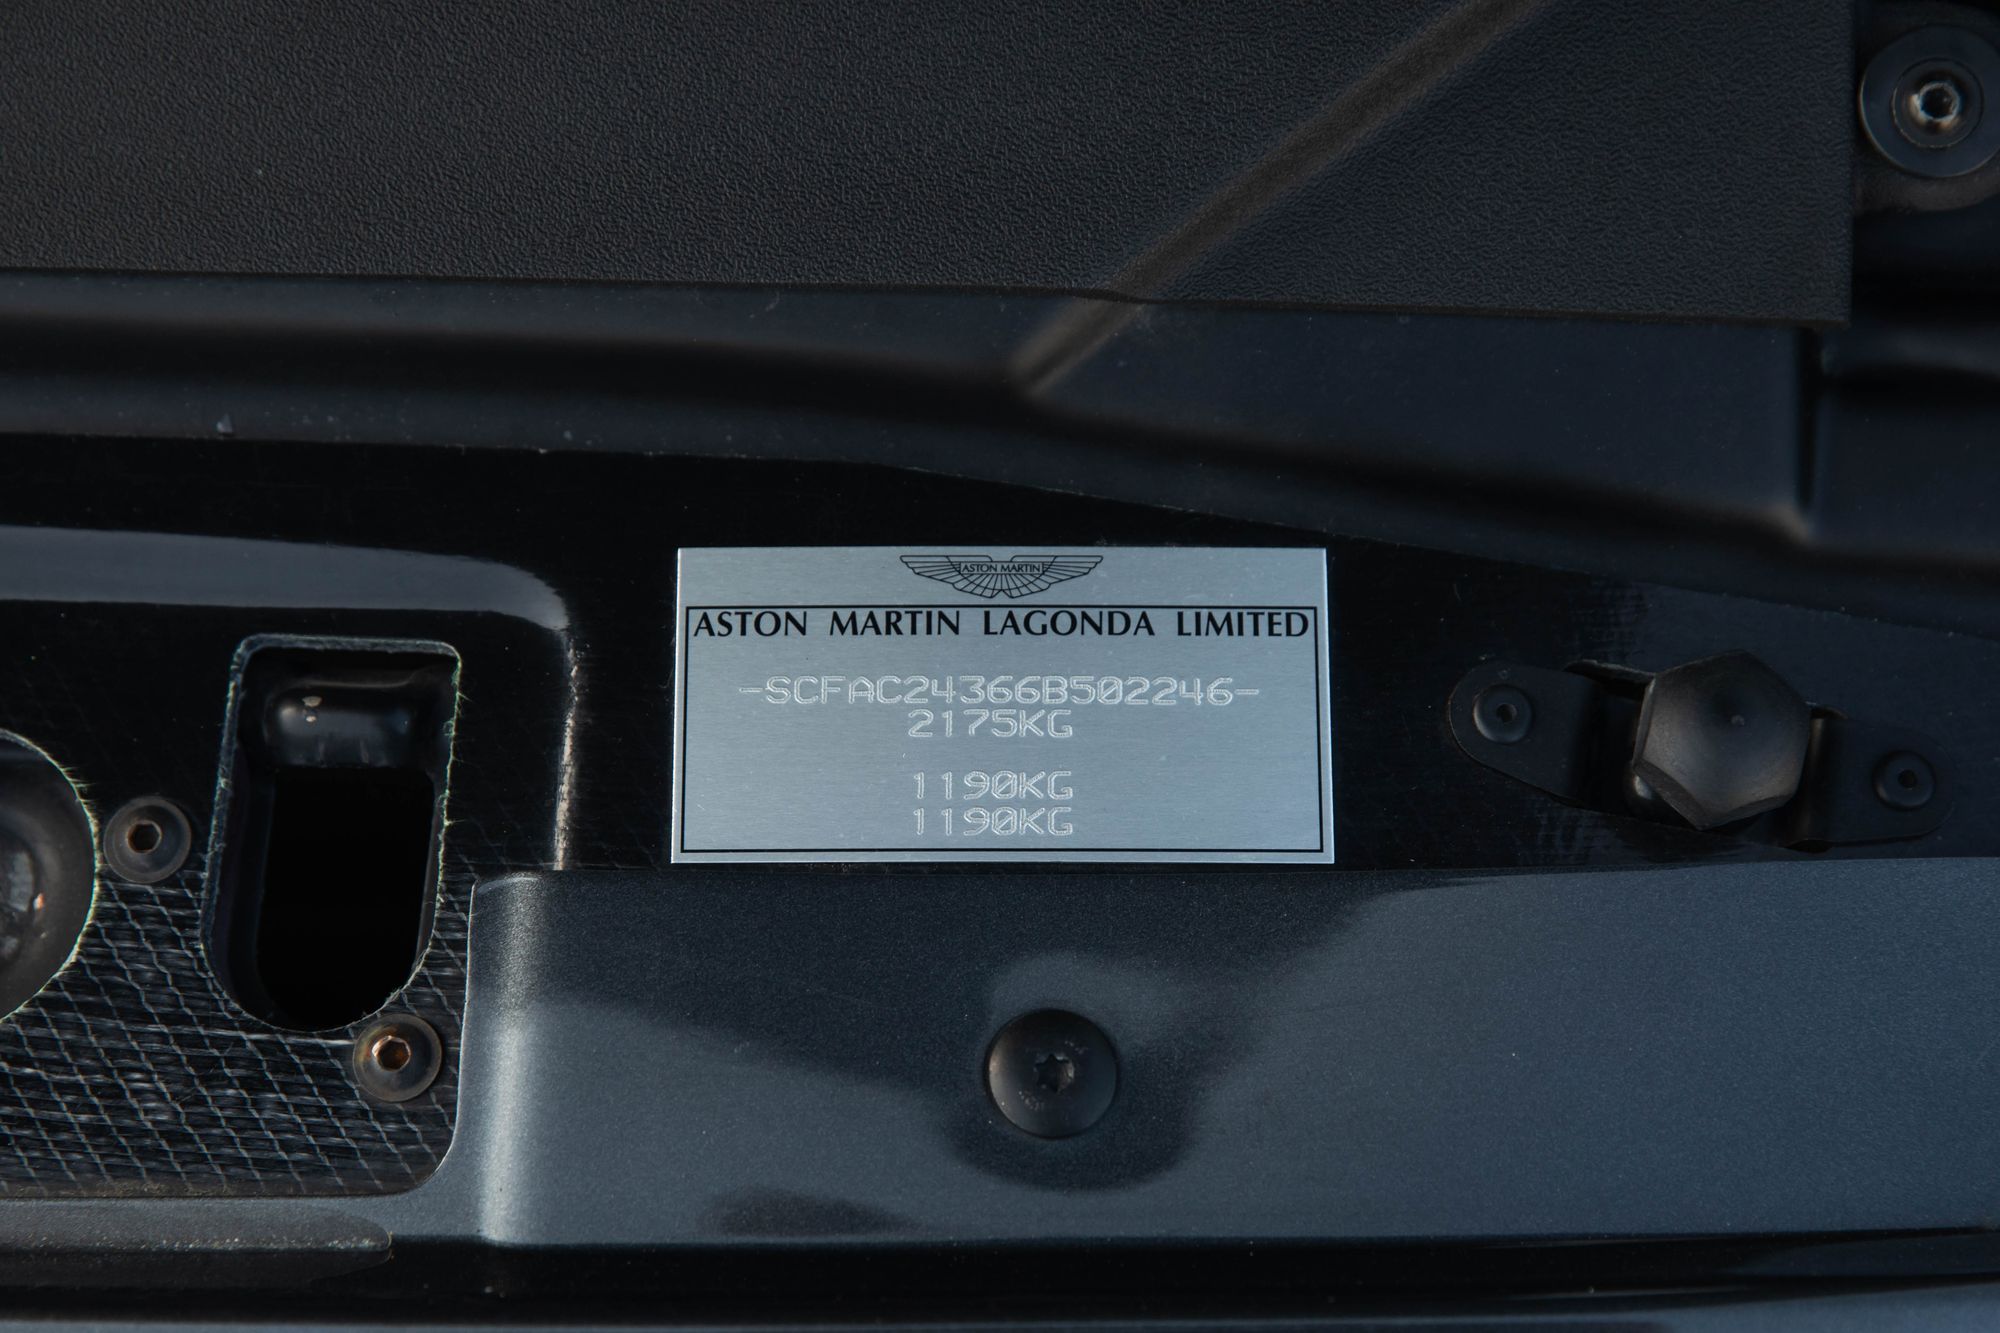 ASTON MARTIN
ASTON MARTIN LAGONDA LIMITED
-SCFAC24366B502246-
2175KG
1190KG
1190KG